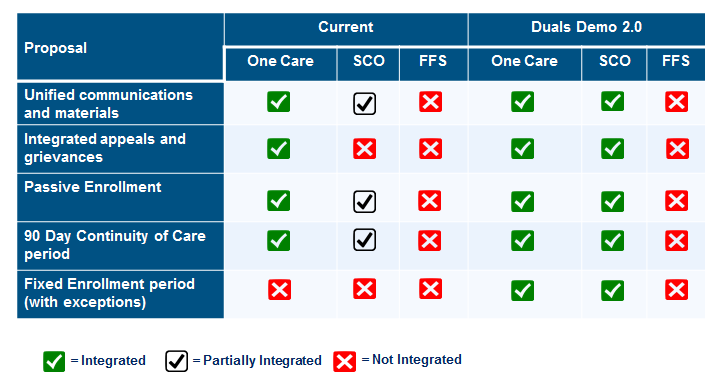 Proposal
Current
Duals Demo 2.0
One Care
SCO
FFS
One Care
SCO
FFS
Unified communications
and materials
Integrated appeals and
grievances
Passive Enrollment
90 Day Continuity of Care
period
Fixed Enrollment period
(with exceptions)
= Integrated
= Partially Integrated
= Not Integrated